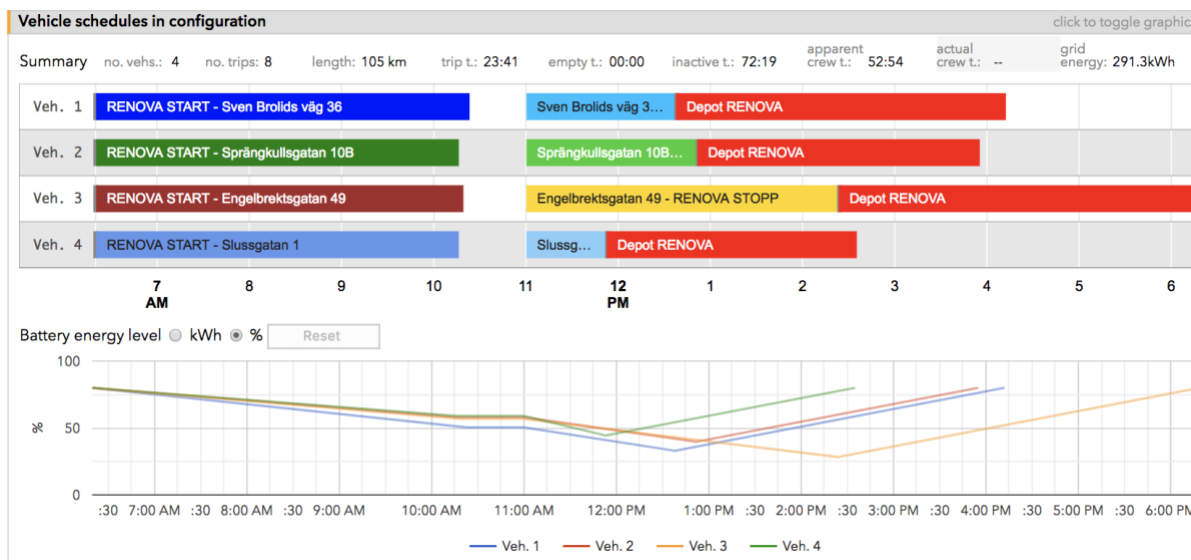 Vehicle schedules in configuration click to toggle graphic
Summary no. vehs.: 4 no. trips: 8 length: 105 km trip t.: 23:41 empty t.: 00:00 inactive t.: 72:19 apparent crew t.: 52:54 actual crew t.: -- grid energy: 291.3kWh
Veh. 1 RENOVA START - Sven Brolids väg 36 Sven Brolids väg 3... Depot RENOVA
Veh. 2 RENOVA START - Sprängkullsgatan 10B Sprängkullsgatan 10B... Depot RENOVA
Veh. 3 RENOVA START - Engelbrektsgatan 49 Engelbrektsgatan 49 - RENOVA STOPP Depot RENOVA
Veh. 4 RENOVA START - Slussgatan 1 Slussg... Depot RENOVA
7 8 9 10 11 12 1 2 3 4 5 6
AM PM
Battery energy level kWh % Reset
100
50
0
%
:30 7:00 AM :30 8:00 AM :30 9:00 AM 10:00 AM :30 11:00 AM :30 12:00 PM 1:00 PM :30 2:00 PM :30 3:00 PM :30 4:00 PM :30 5:00 PM :30 6:00 PM
Veh. 1 Veh. 2 Veh. 3 Veh. 4